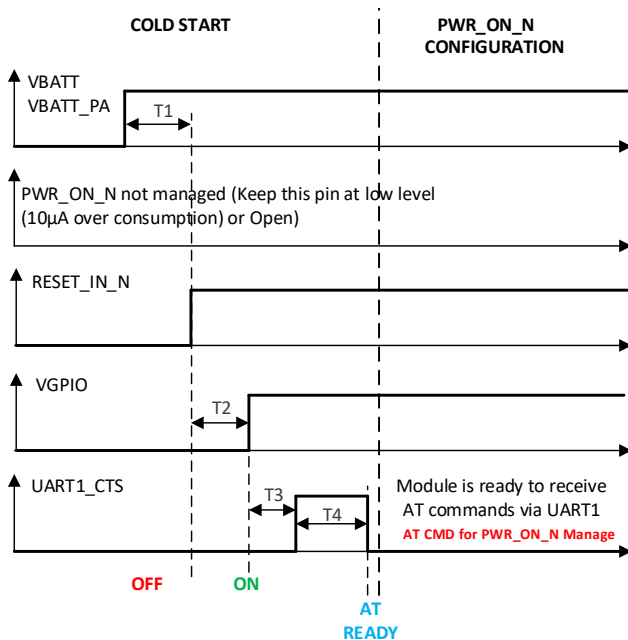 COLD START
PWR_ON_N
CONFIGURATION
VBATT
VBATT_PA
T1
PWR_ON_N not managed (Keep this pin at low level
(10µA over consumption) or Open)
RESET_IN_N
VGPIO
T2
UART1_CTS
T3
T4
Module is ready to receive
AT commands via UART1
AT CMD for PWR_ON_N Manage
OFF
ON
AT
READY